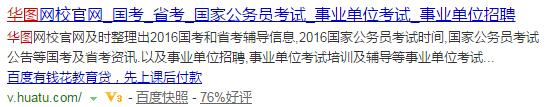 华图网校官网_国考_省考_国家公务员考试_事业单位考试_事业单位招聘
华图网校官网及时整理出2016国考和省考辅导信息,2016国家公务员考试时间,国家公务员考试
公告等国考及省考资讯.以及事业单位招聘,事业单位考试培训及辅导等事业单位考试...
百度有钱花教育贷，先上课后付款
v.huatu.com/ V3 - 百度快照 - 76%好评